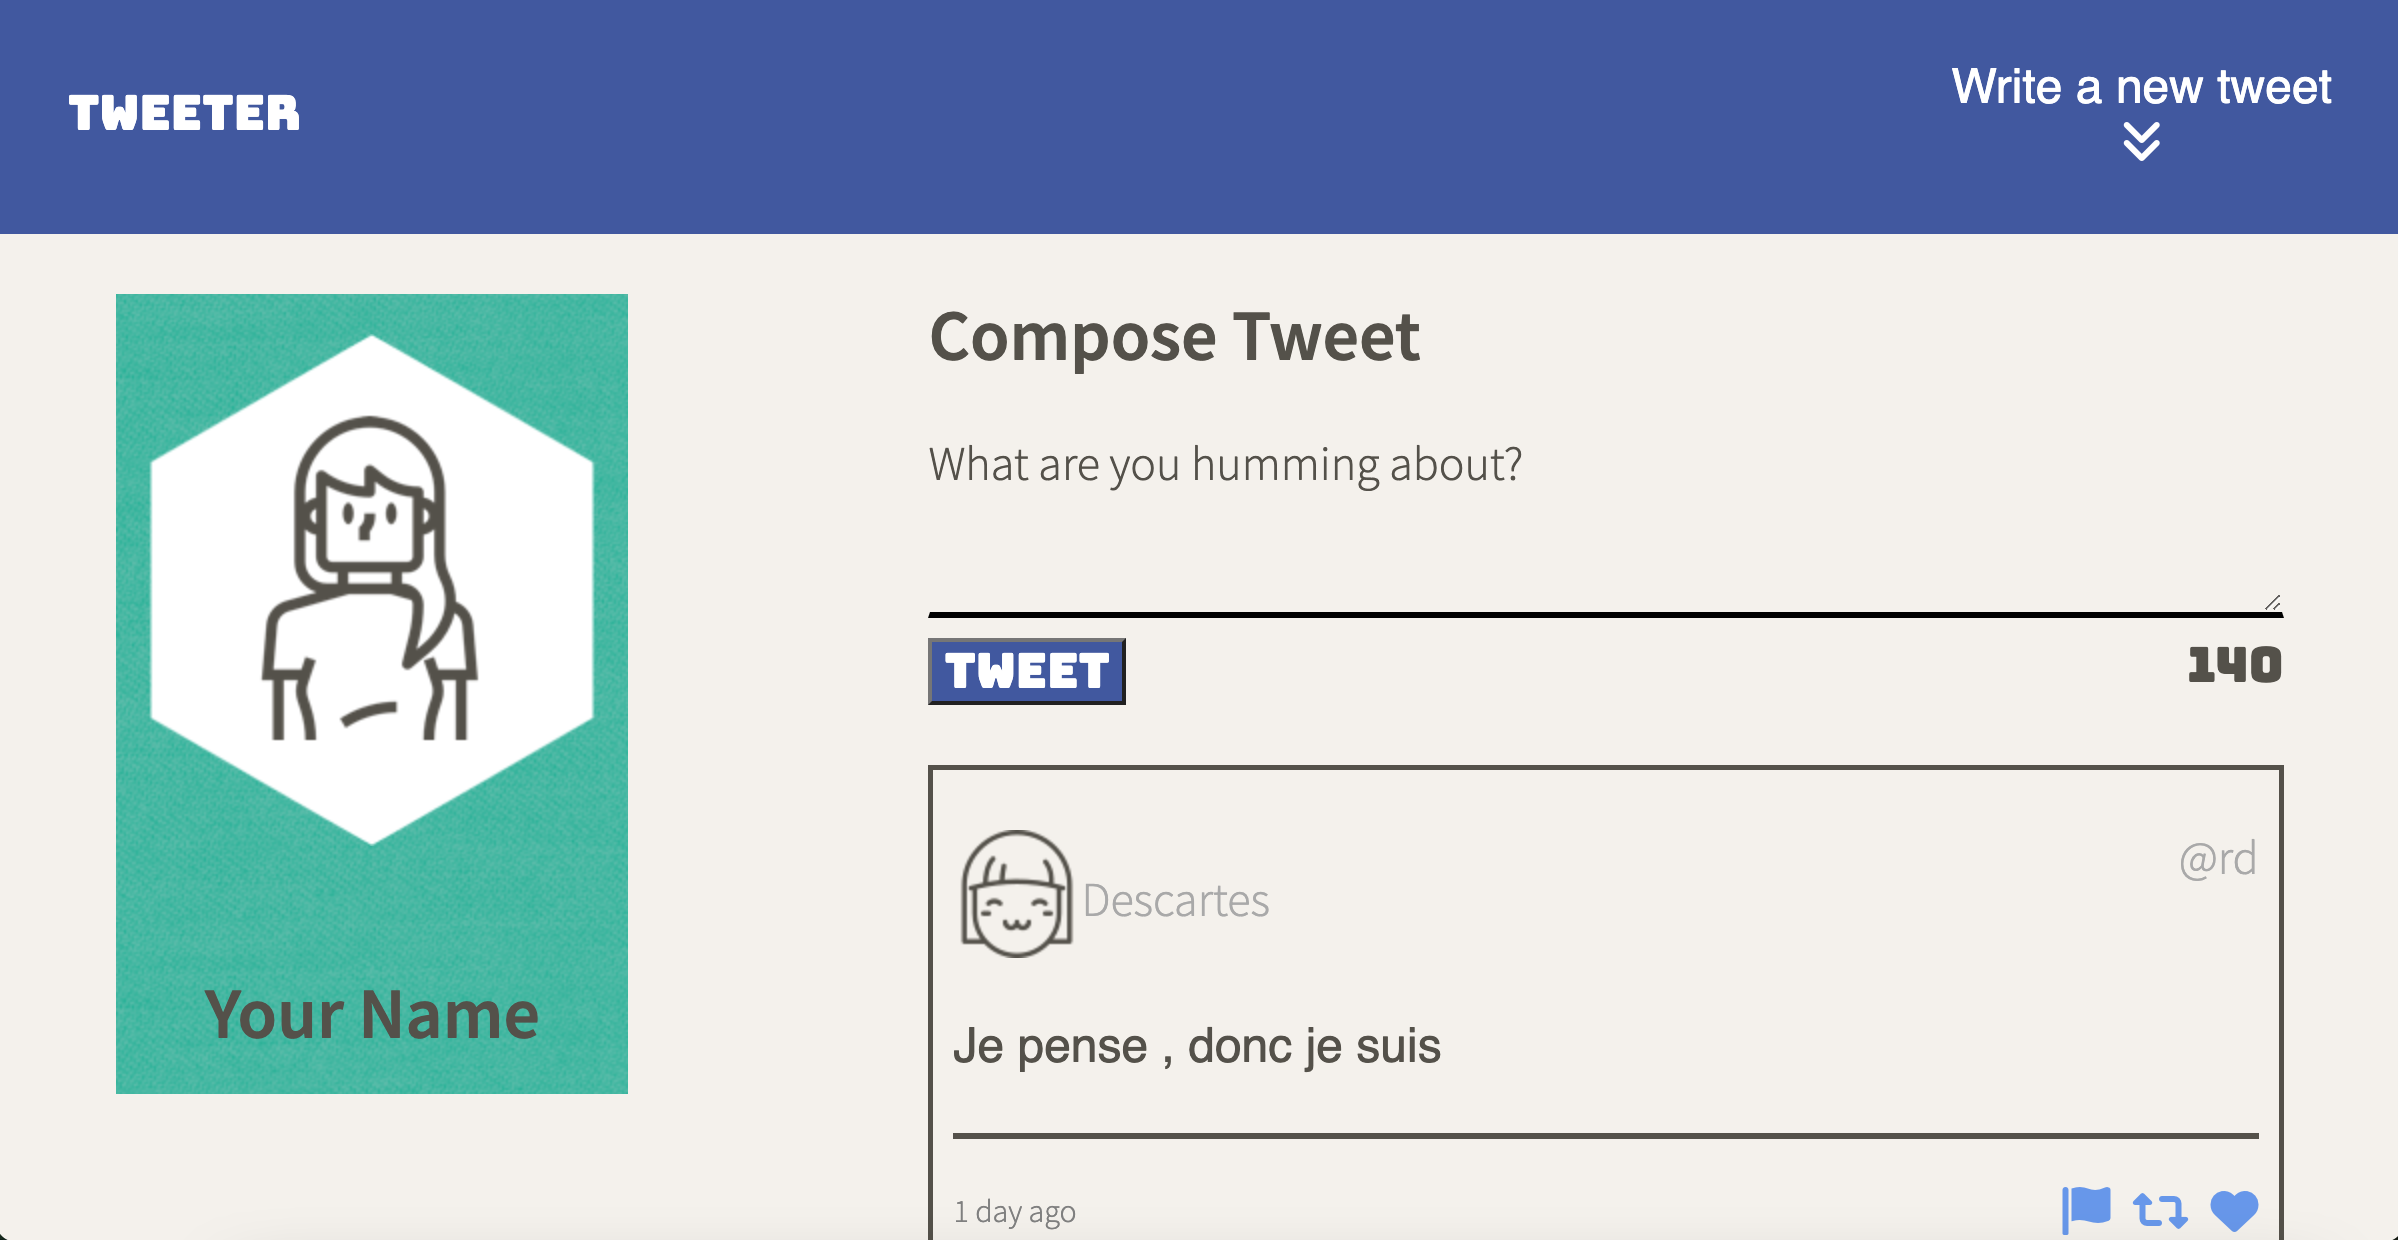 TWEETER
Write a new tweet
Your Name
Compose Tweet
What are you humming about?
TWEET
140
Descartes
@rd
Je pense , donc je suis
1 day ago